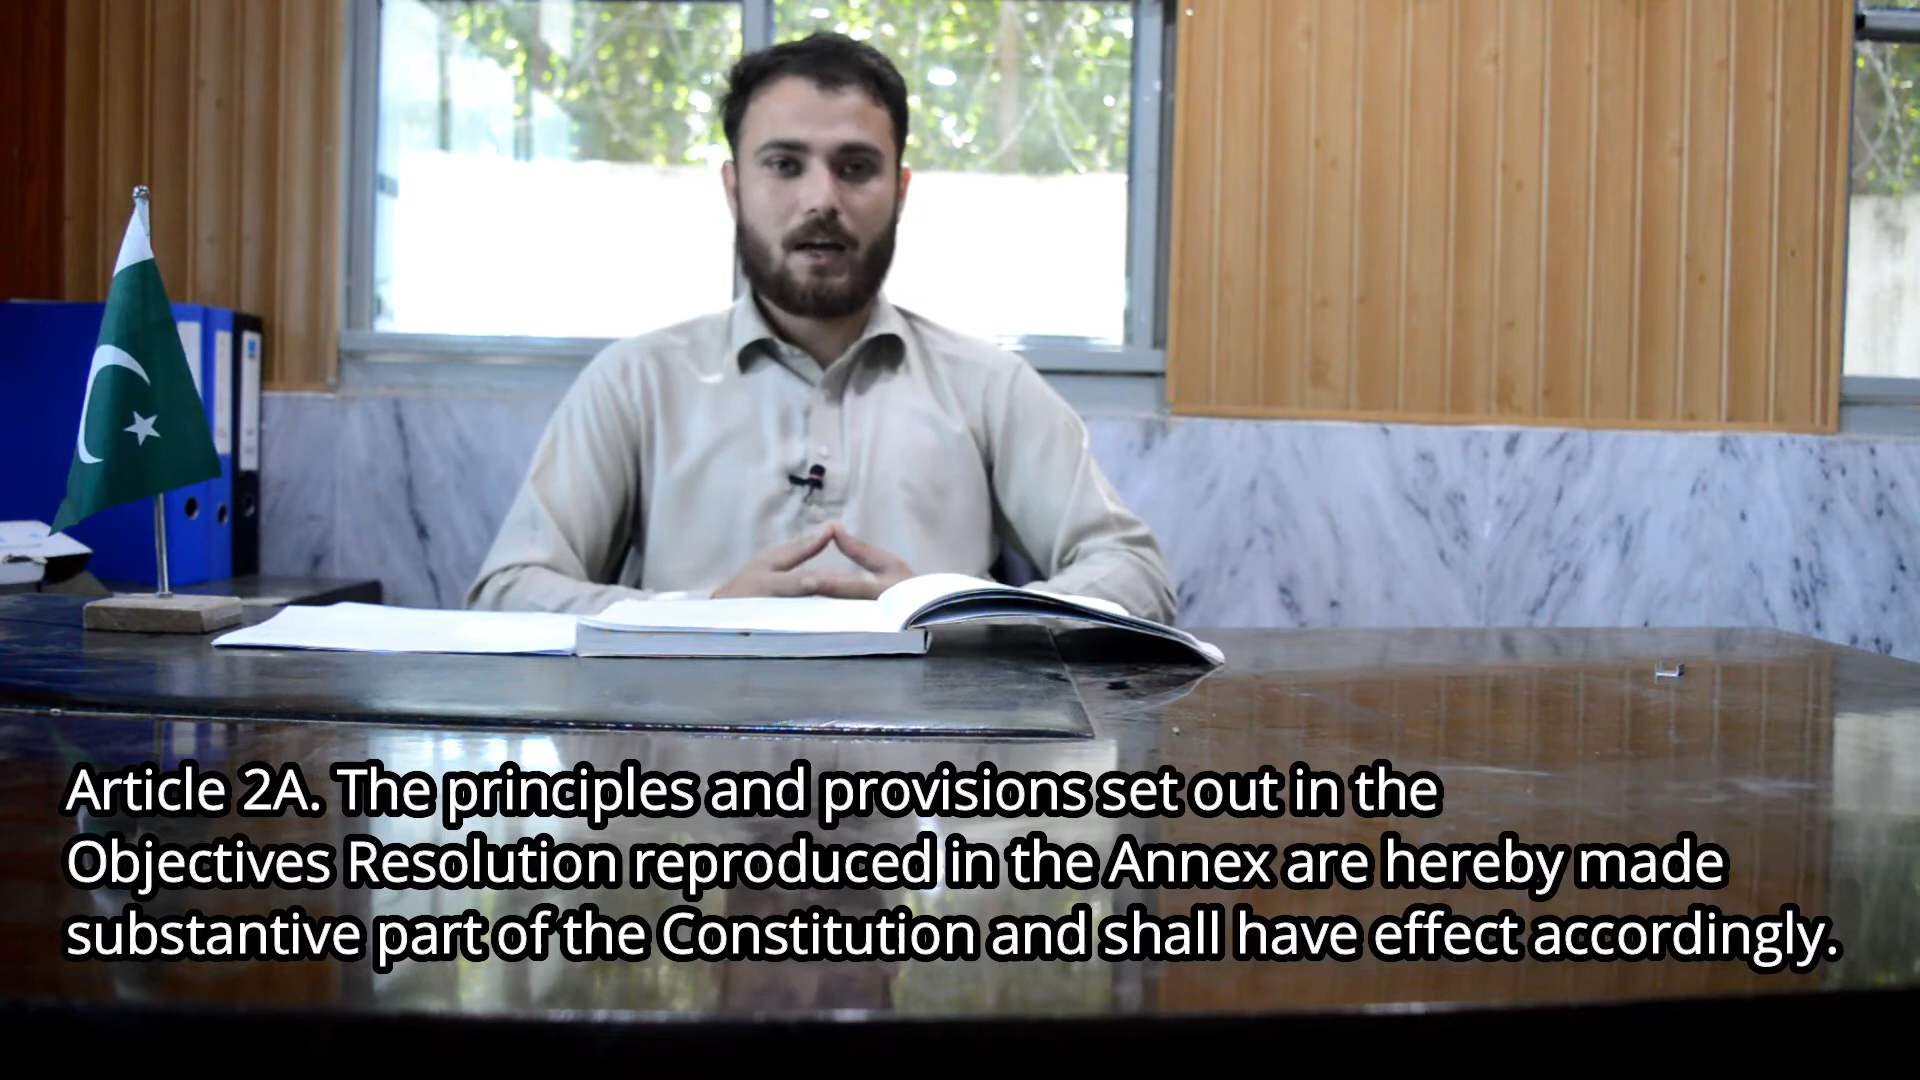 Article 2A. The principles and provisions set out in the
Objectives Resolution reproduced in the Annex are hereby made
substantive part of the Constitution and shall have effect accordingly.